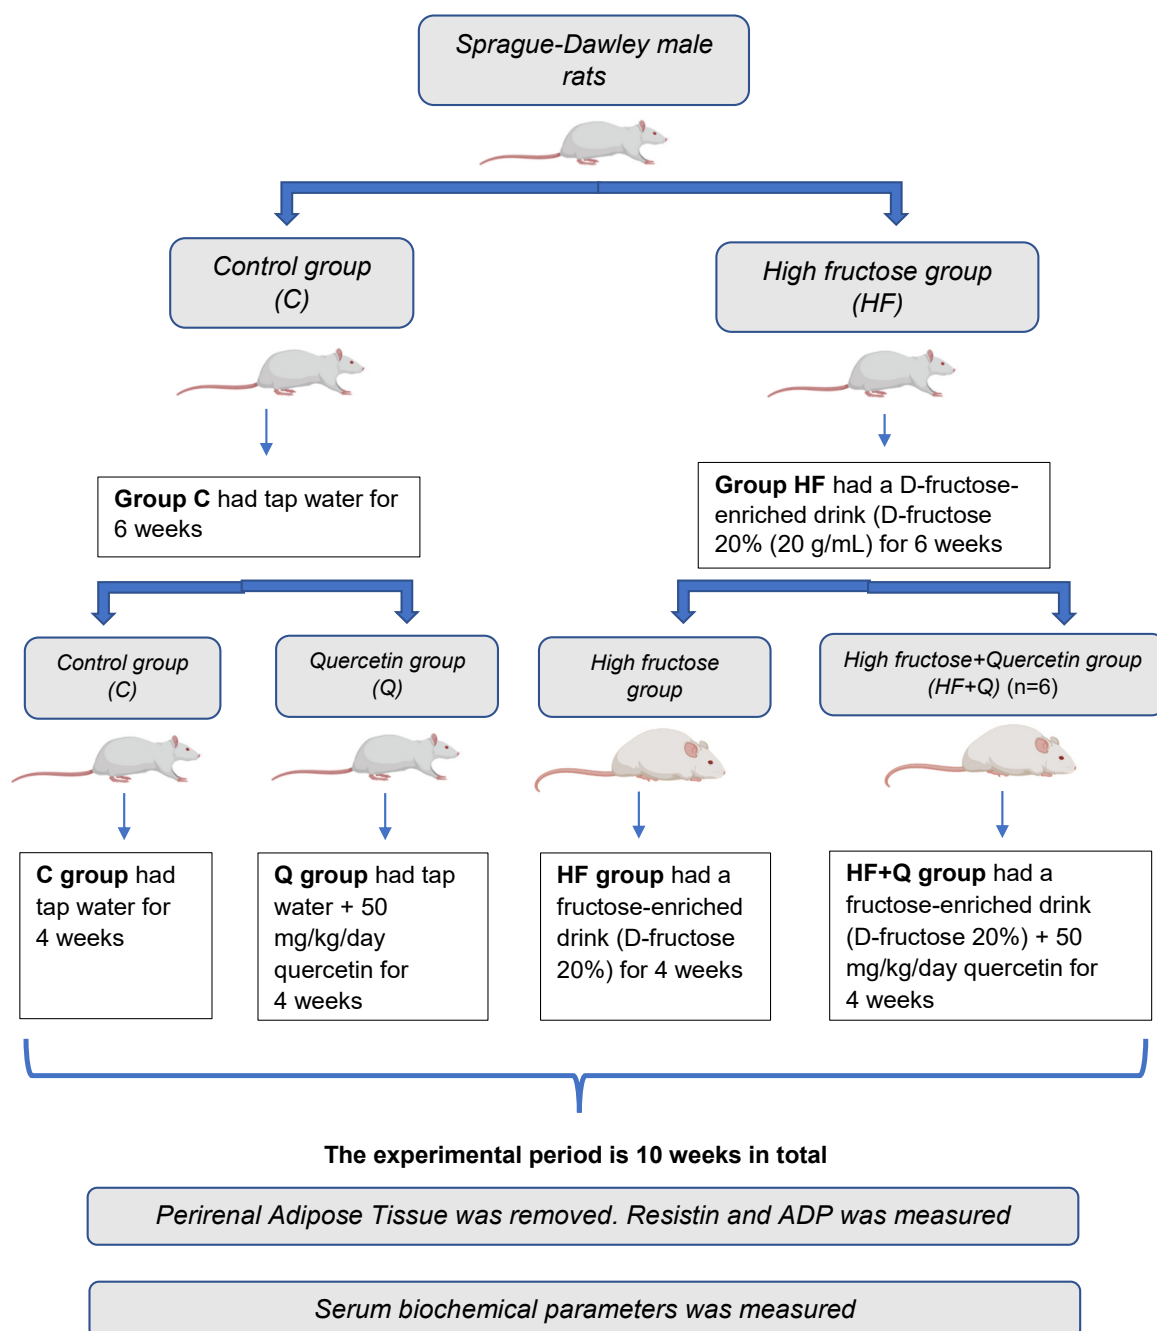 Sprague-Dawley male
rats
Control group
(C)
High fructose group
(HF)
Group C had tap water for
6 weeks
Group HF had a D-fructose-
enriched drink (D-fructose
20% (20 g/mL) for 6 weeks
Control group
(C)
Quercetin group
(Q)
High fructose
group
High fructose+Quercetin group
(HF+Q) (n=6)
C group had
tap water for
4 weeks
Q group had tap
water + 50
mg/kg/day
quercetin for
4 weeks
HF group had a
fructose-enriched
drink (D-fructose
20%) for 4 weeks
HF+Q group had a
fructose-enriched drink
(D-fructose 20%) + 50
mg/kg/day quercetin for
4 weeks
The experimental period is 10 weeks in total
Perirenal Adipose Tissue was removed. Resistin and ADP was measured
Serum biochemical parameters was measured